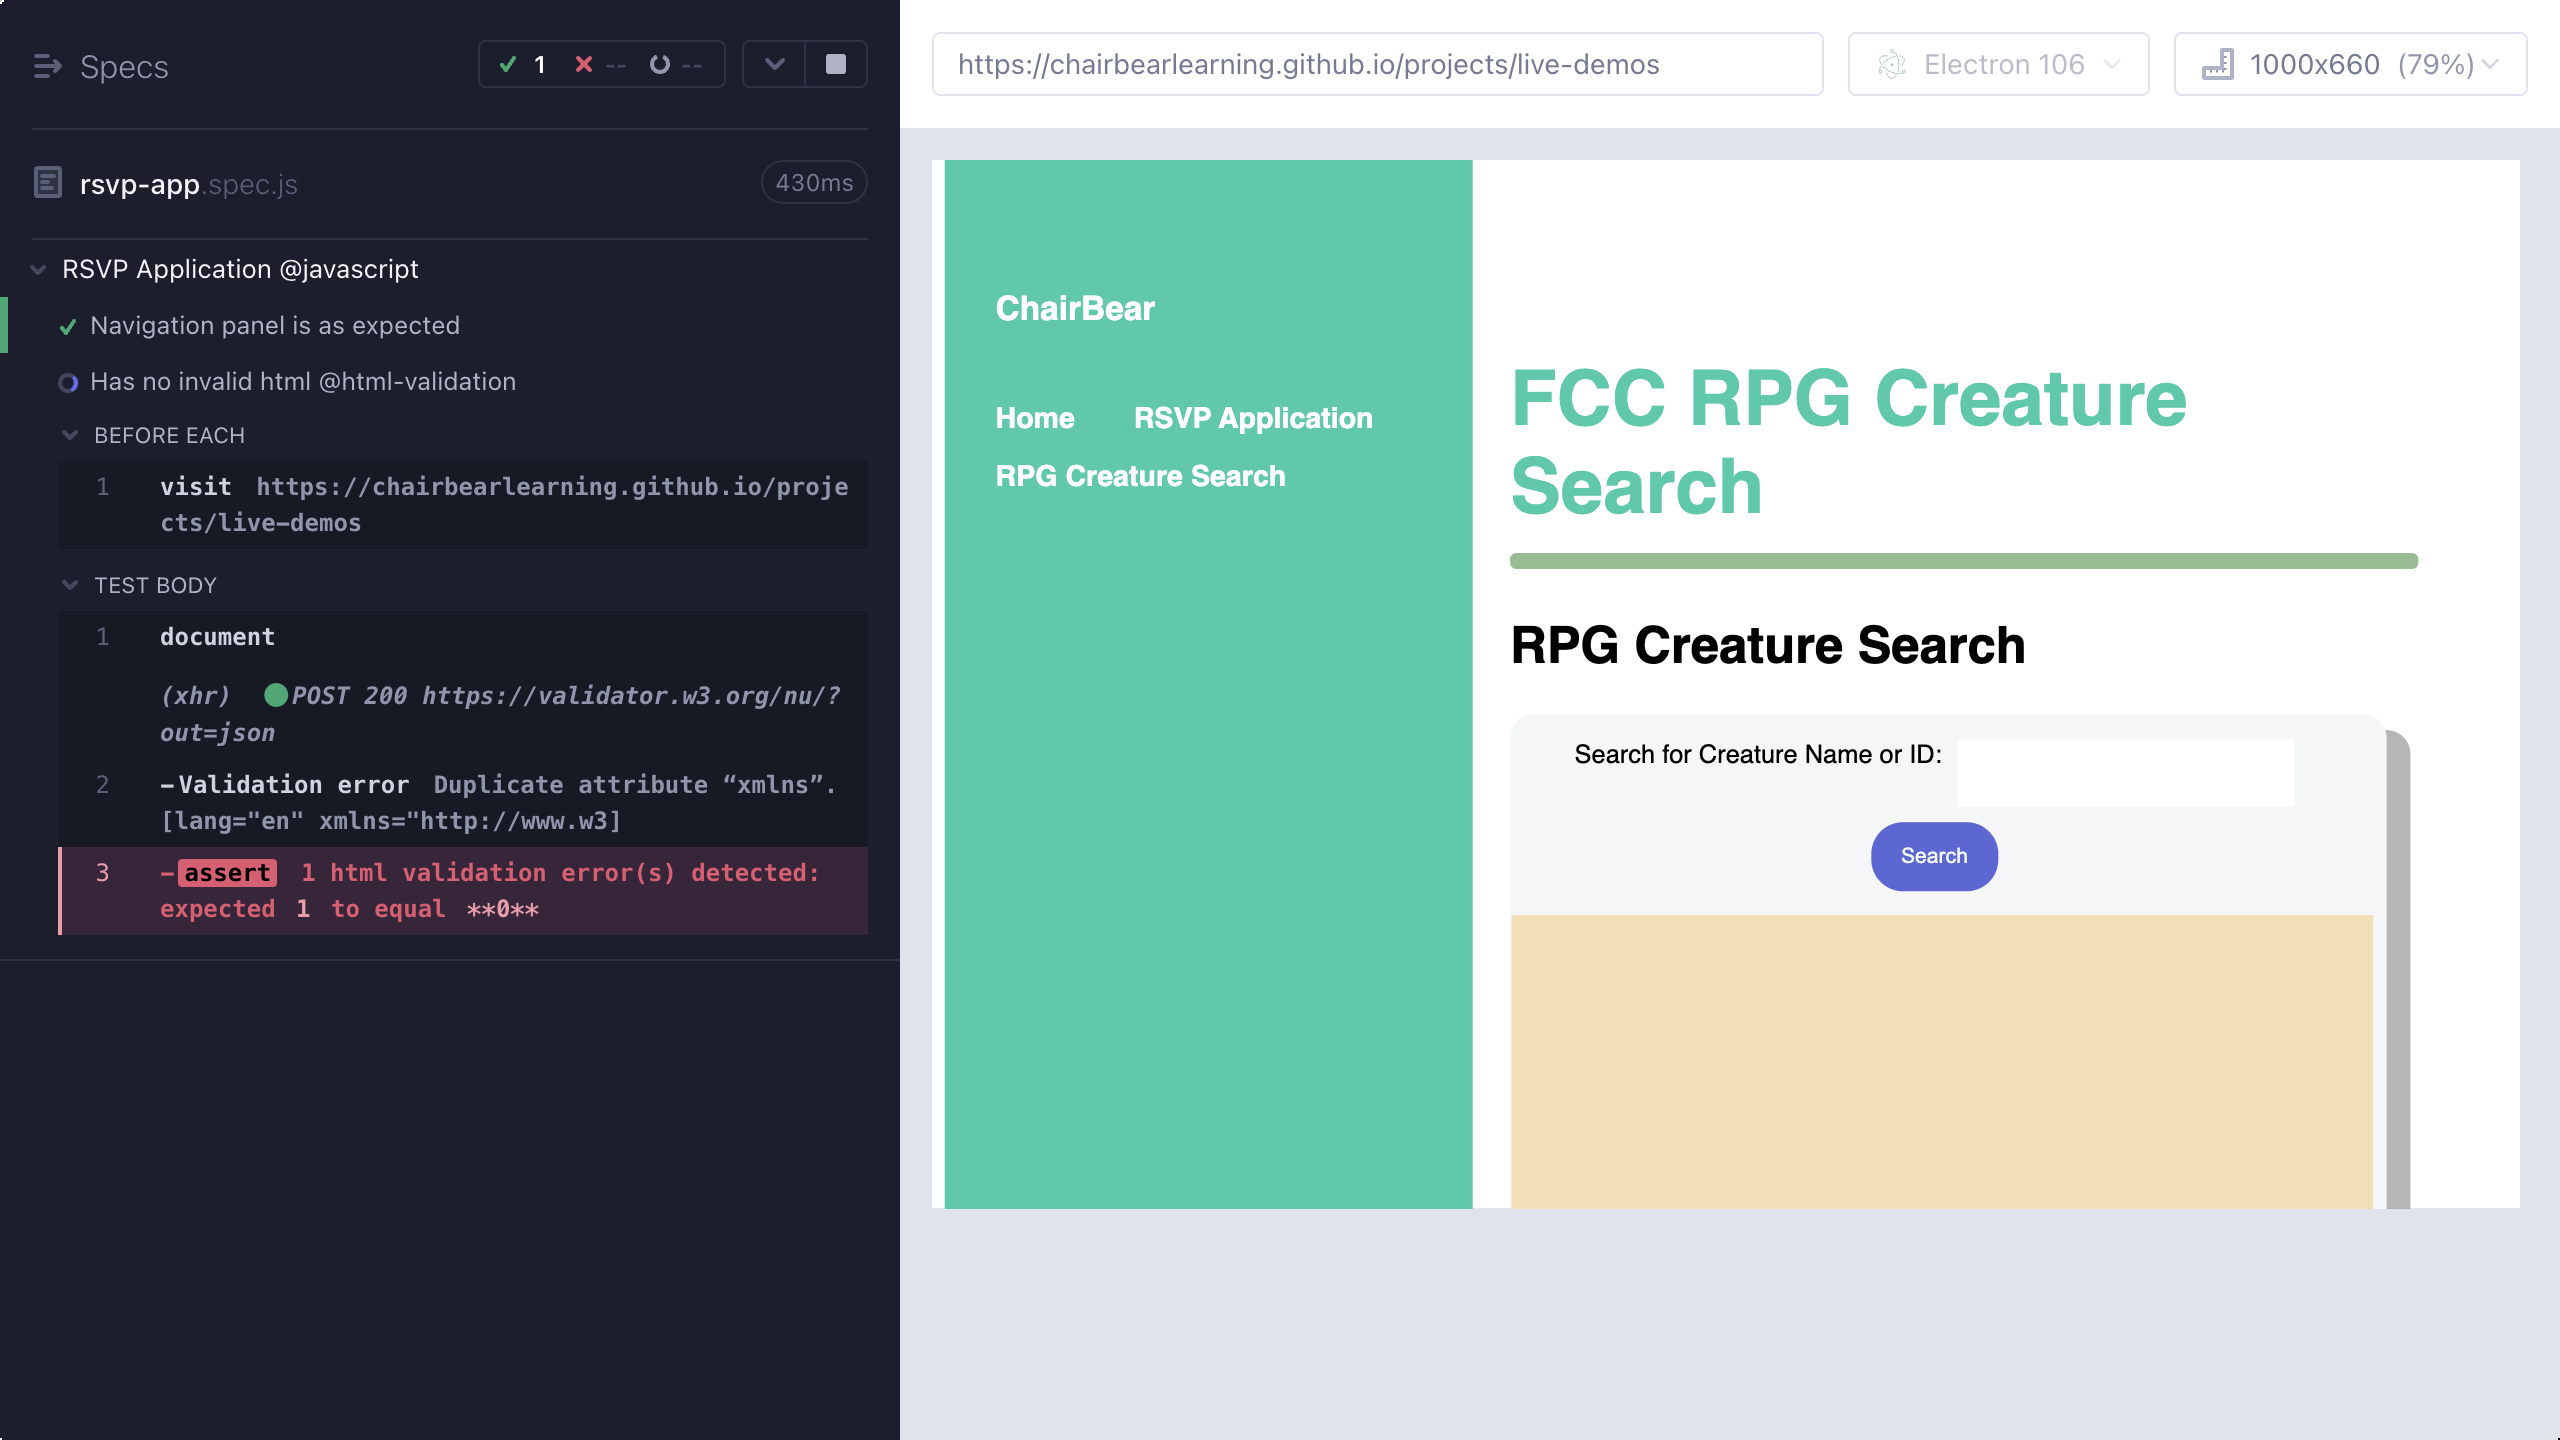 Specs
1 -- --
rsvp-app.spec.js
430ms
RSVP Application @javascript
Navigation panel is as expected
Has no invalid html @html-validation
BEFORE EACH
1 visit https://chairbearlearning.github.io/proje
cts/live-demos
TEST BODY
1 document
(xhr) POST 200 https://validator.w3.org/nu/?
out=json
2 -Validation error Duplicate attribute “xmlns”.
[lang="en" xmlns="http://www.w3]
3 -assert 1 html validation error(s) detected:
expected 1 to equal **0**
https://chairbearlearning.github.io/projects/live-demos
Electron 106
1000x660 (79%)
ChairBear
Home RSVP Application
RPG Creature Search
FCC RPG Creature
Search
RPG Creature Search
Search for Creature Name or ID:
Search